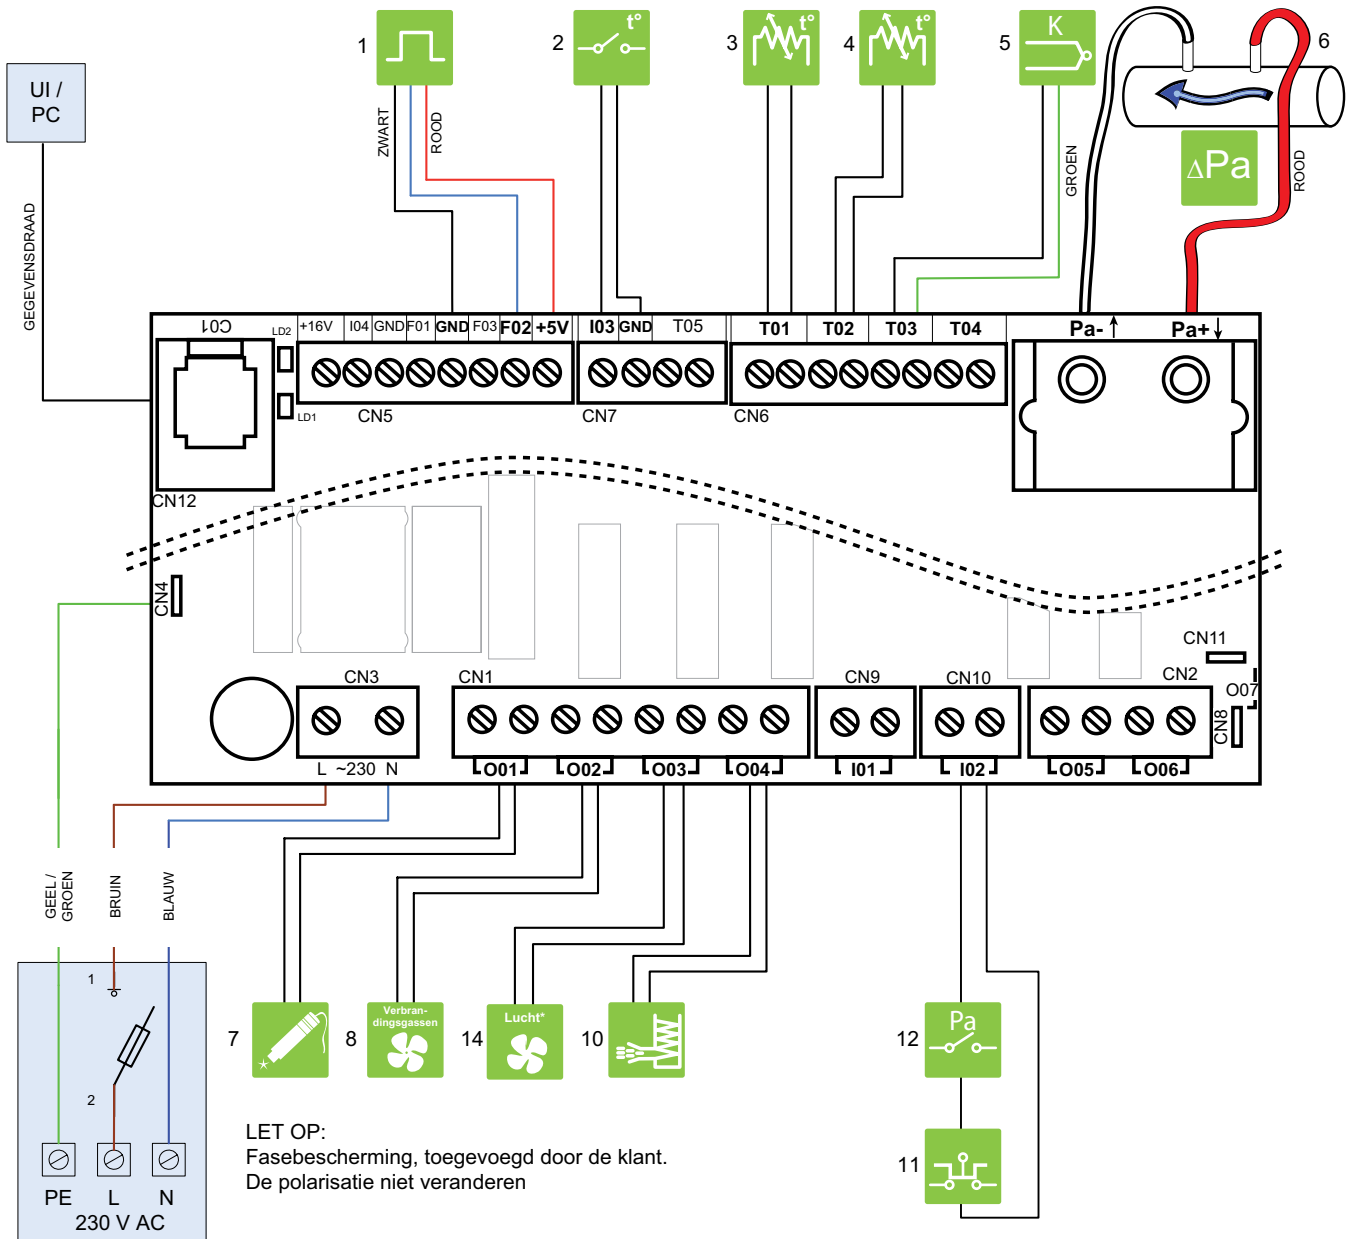 1
2
t°
3
t°
4
t°
5
K
6
UI /
PC
ZWART
ROOD
GROEN
ΔPa
ROOD
GEGEVENSDRAAD
C01
LD2
+16V
I04
GND
F01
GND
F03
F02
+5V
I03
GND
T05
T01
T02
T03
T04
Pa-
Pa+
LD1
CN5
CN7
CN6
CN12
CN4
CN11
CN3
CN1
CN9
CN10
CN2
O07
CN8
L ~230 N
O01
O02
O03
O04
I01
I02
O05
O06
GEEL /
GROEN
BRUIN
BLAUW
1
2
PE
L
N
230 V AC
7
8
Verbran-
dingsgassen
14
Lucht*
10
12
Pa
11
LET OP:
Fasebescherming, toegevoegd door de klant.
De polarisatie niet veranderen